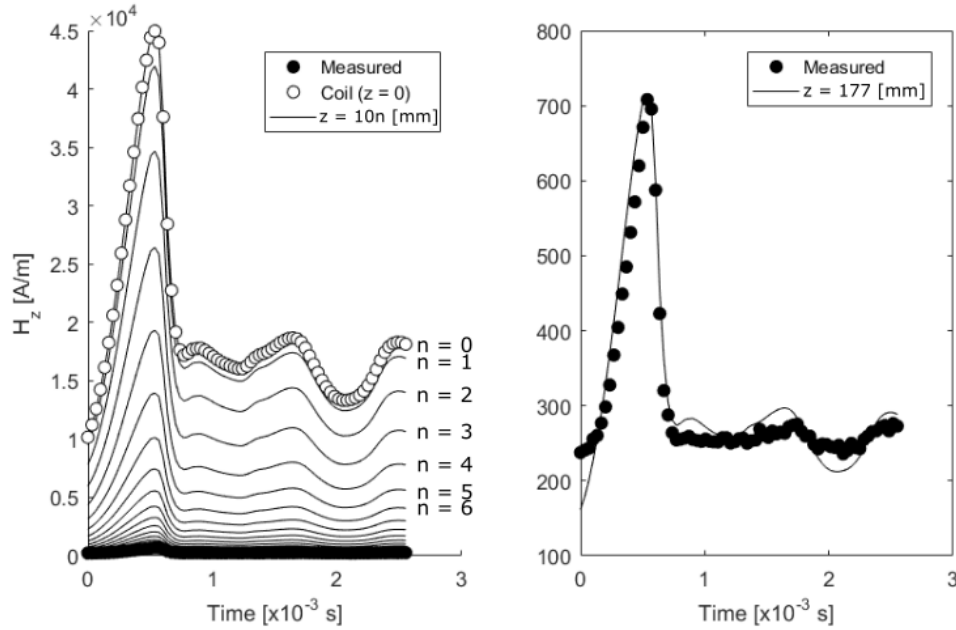 × 10⁴
4.5
4
3.5
3
2.5
2
1.5
1
0.5
0
H_z [A/m]
0 1 2 3
Time [x10⁻³ s]
Measured
Coil (z = 0)
z = 10n [mm]
n = 0
n = 1
n = 2
n = 3
n = 4
n = 5
n = 6
800
700
600
500
400
300
200
100
0 1 2 3
Time [x10⁻³ s]
Measured
z = 177 [mm]